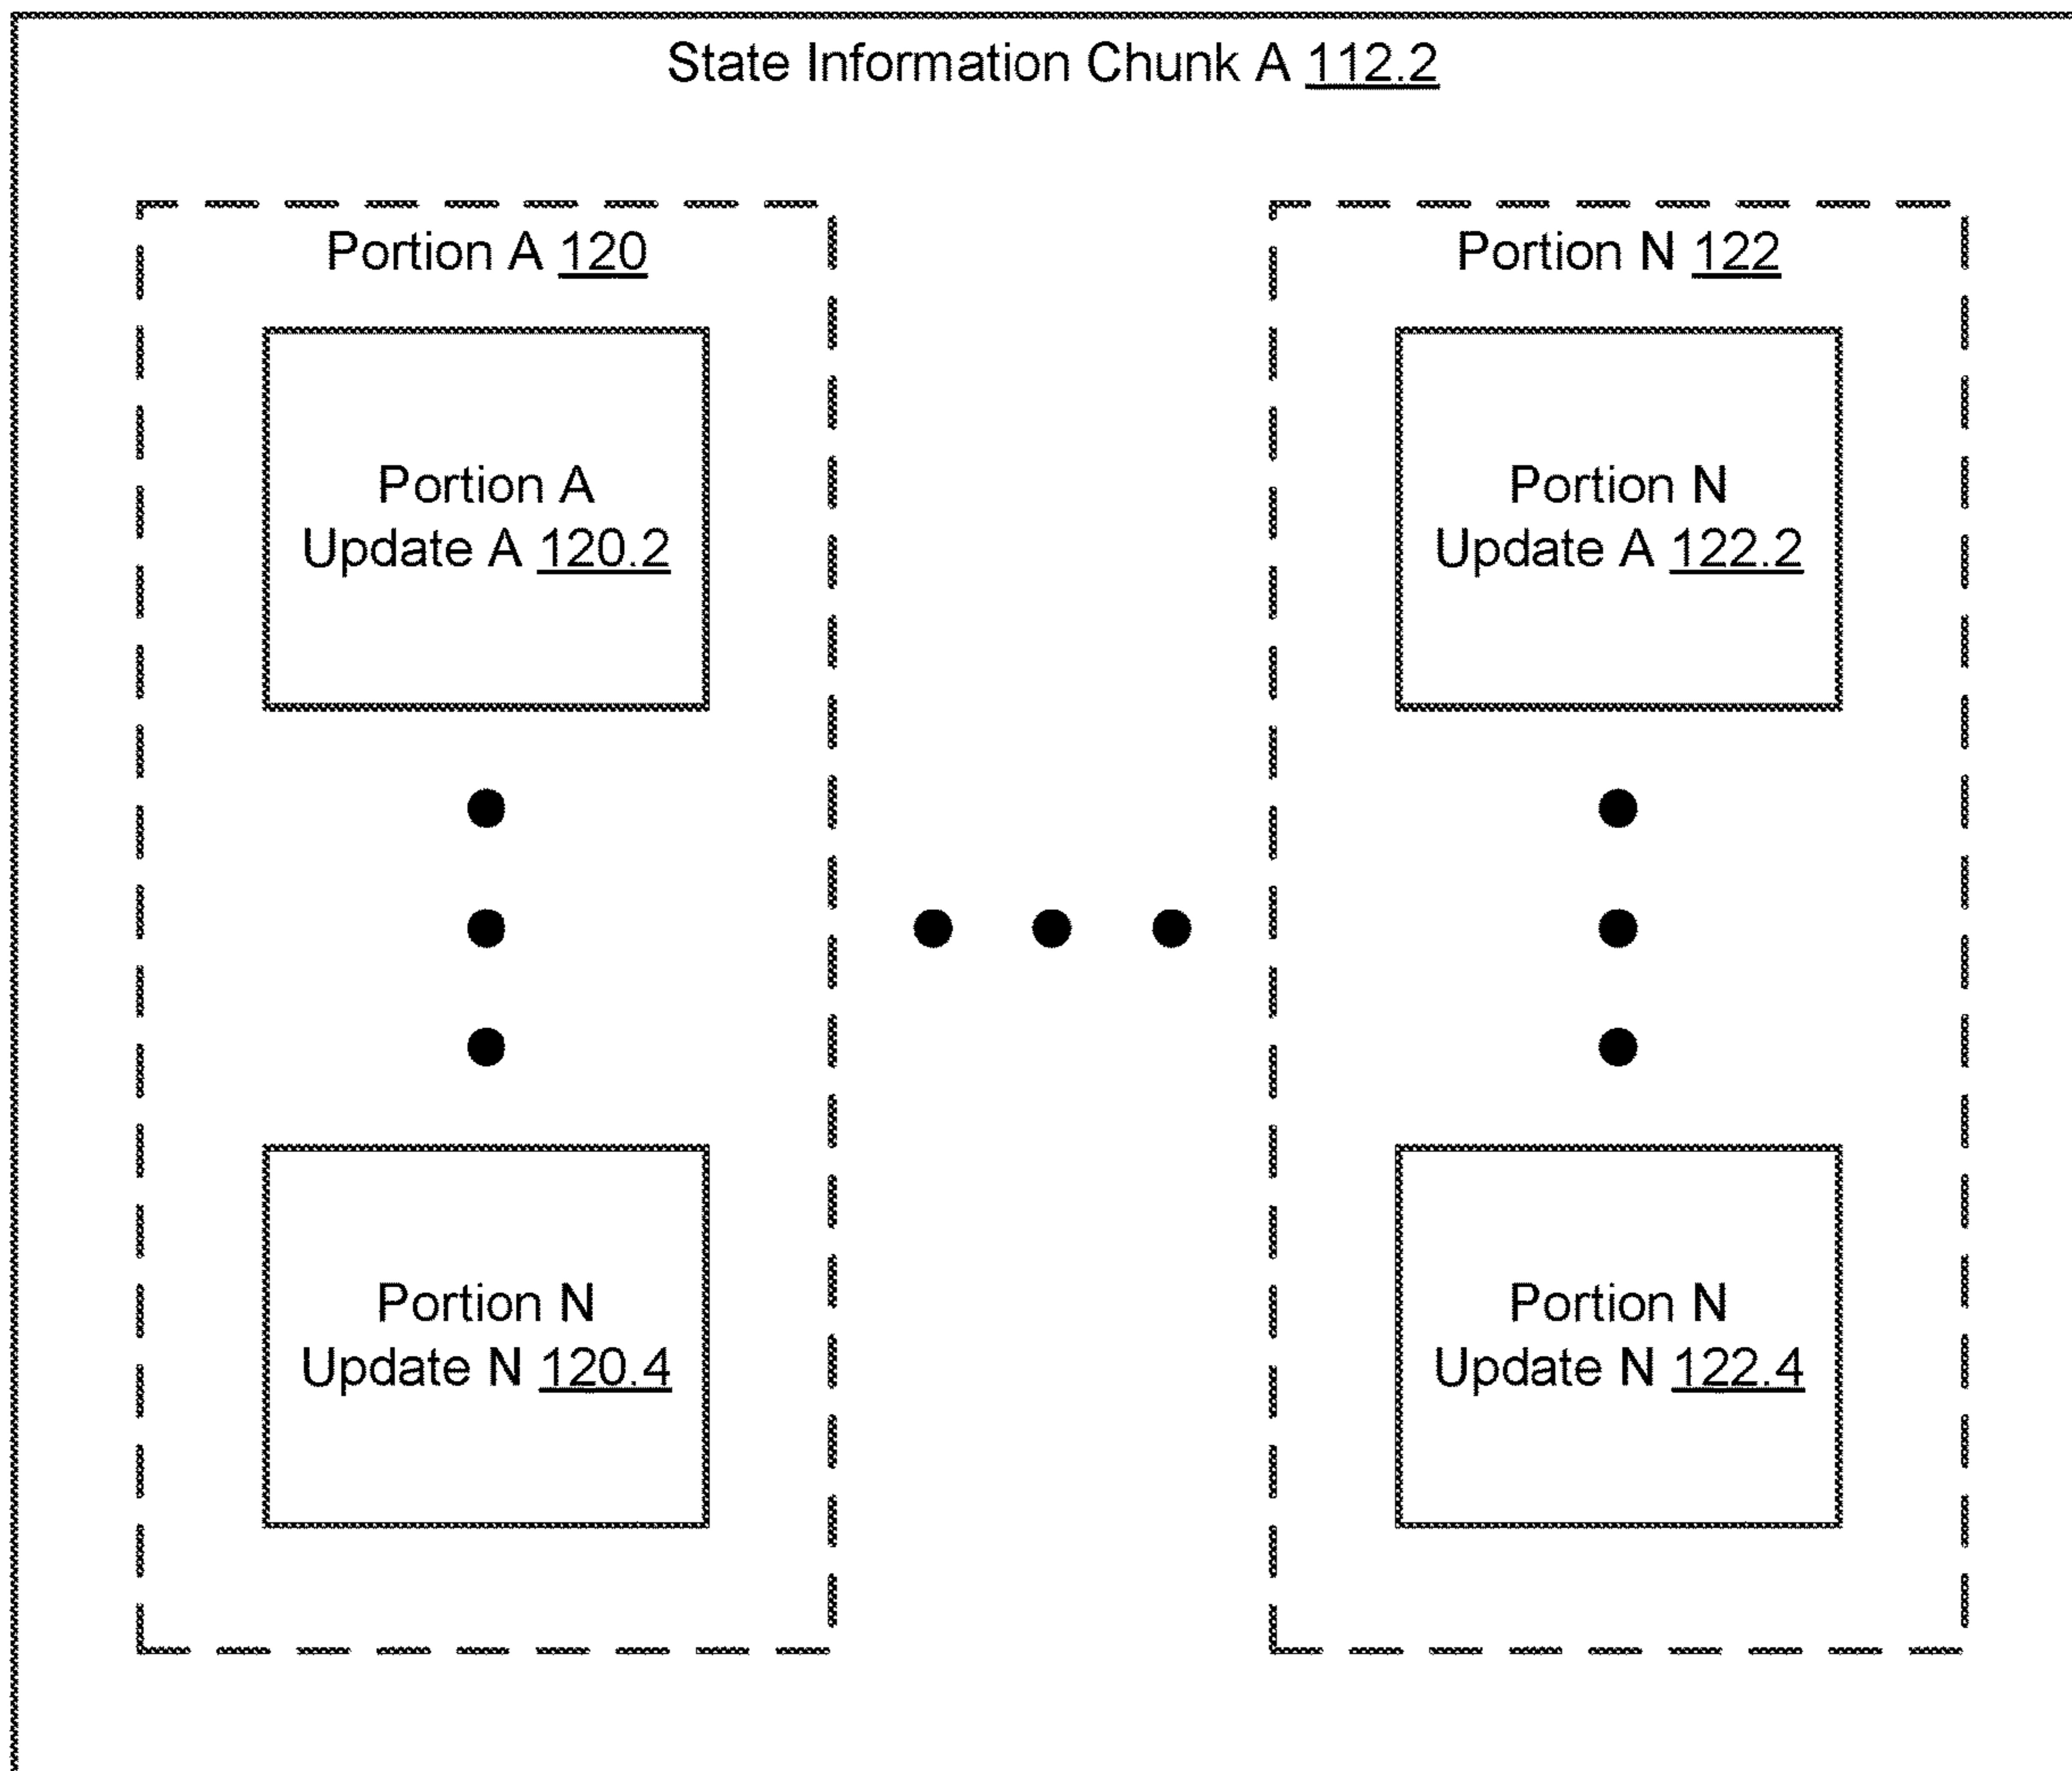 State Information Chunk A 112.2
Portion A 120
Portion A
Update A 120.2
Portion N
Update N 120.4
Portion N 122
Portion N
Update A 122.2
Portion N
Update N 122.4